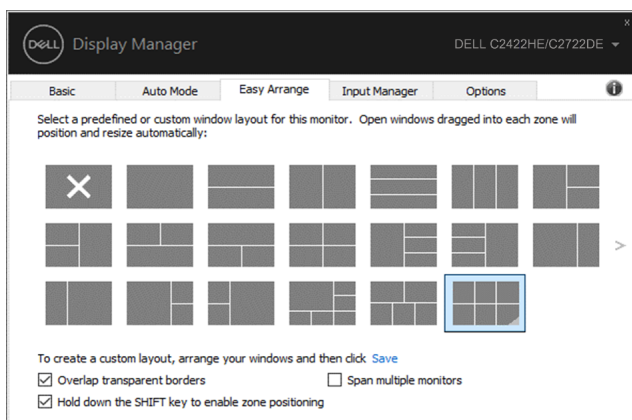 DELL Display Manager
DELL C2422HE/C2722DE
x
Basic Auto Mode Easy Arrange Input Manager Options
Select a predefined or custom window layout for this monitor. Open windows dragged into each zone will
position and resize automatically:
>
To create a custom layout, arrange your windows and then click Save
Overlap transparent borders Span multiple monitors
Hold down the SHIFT key to enable zone positioning